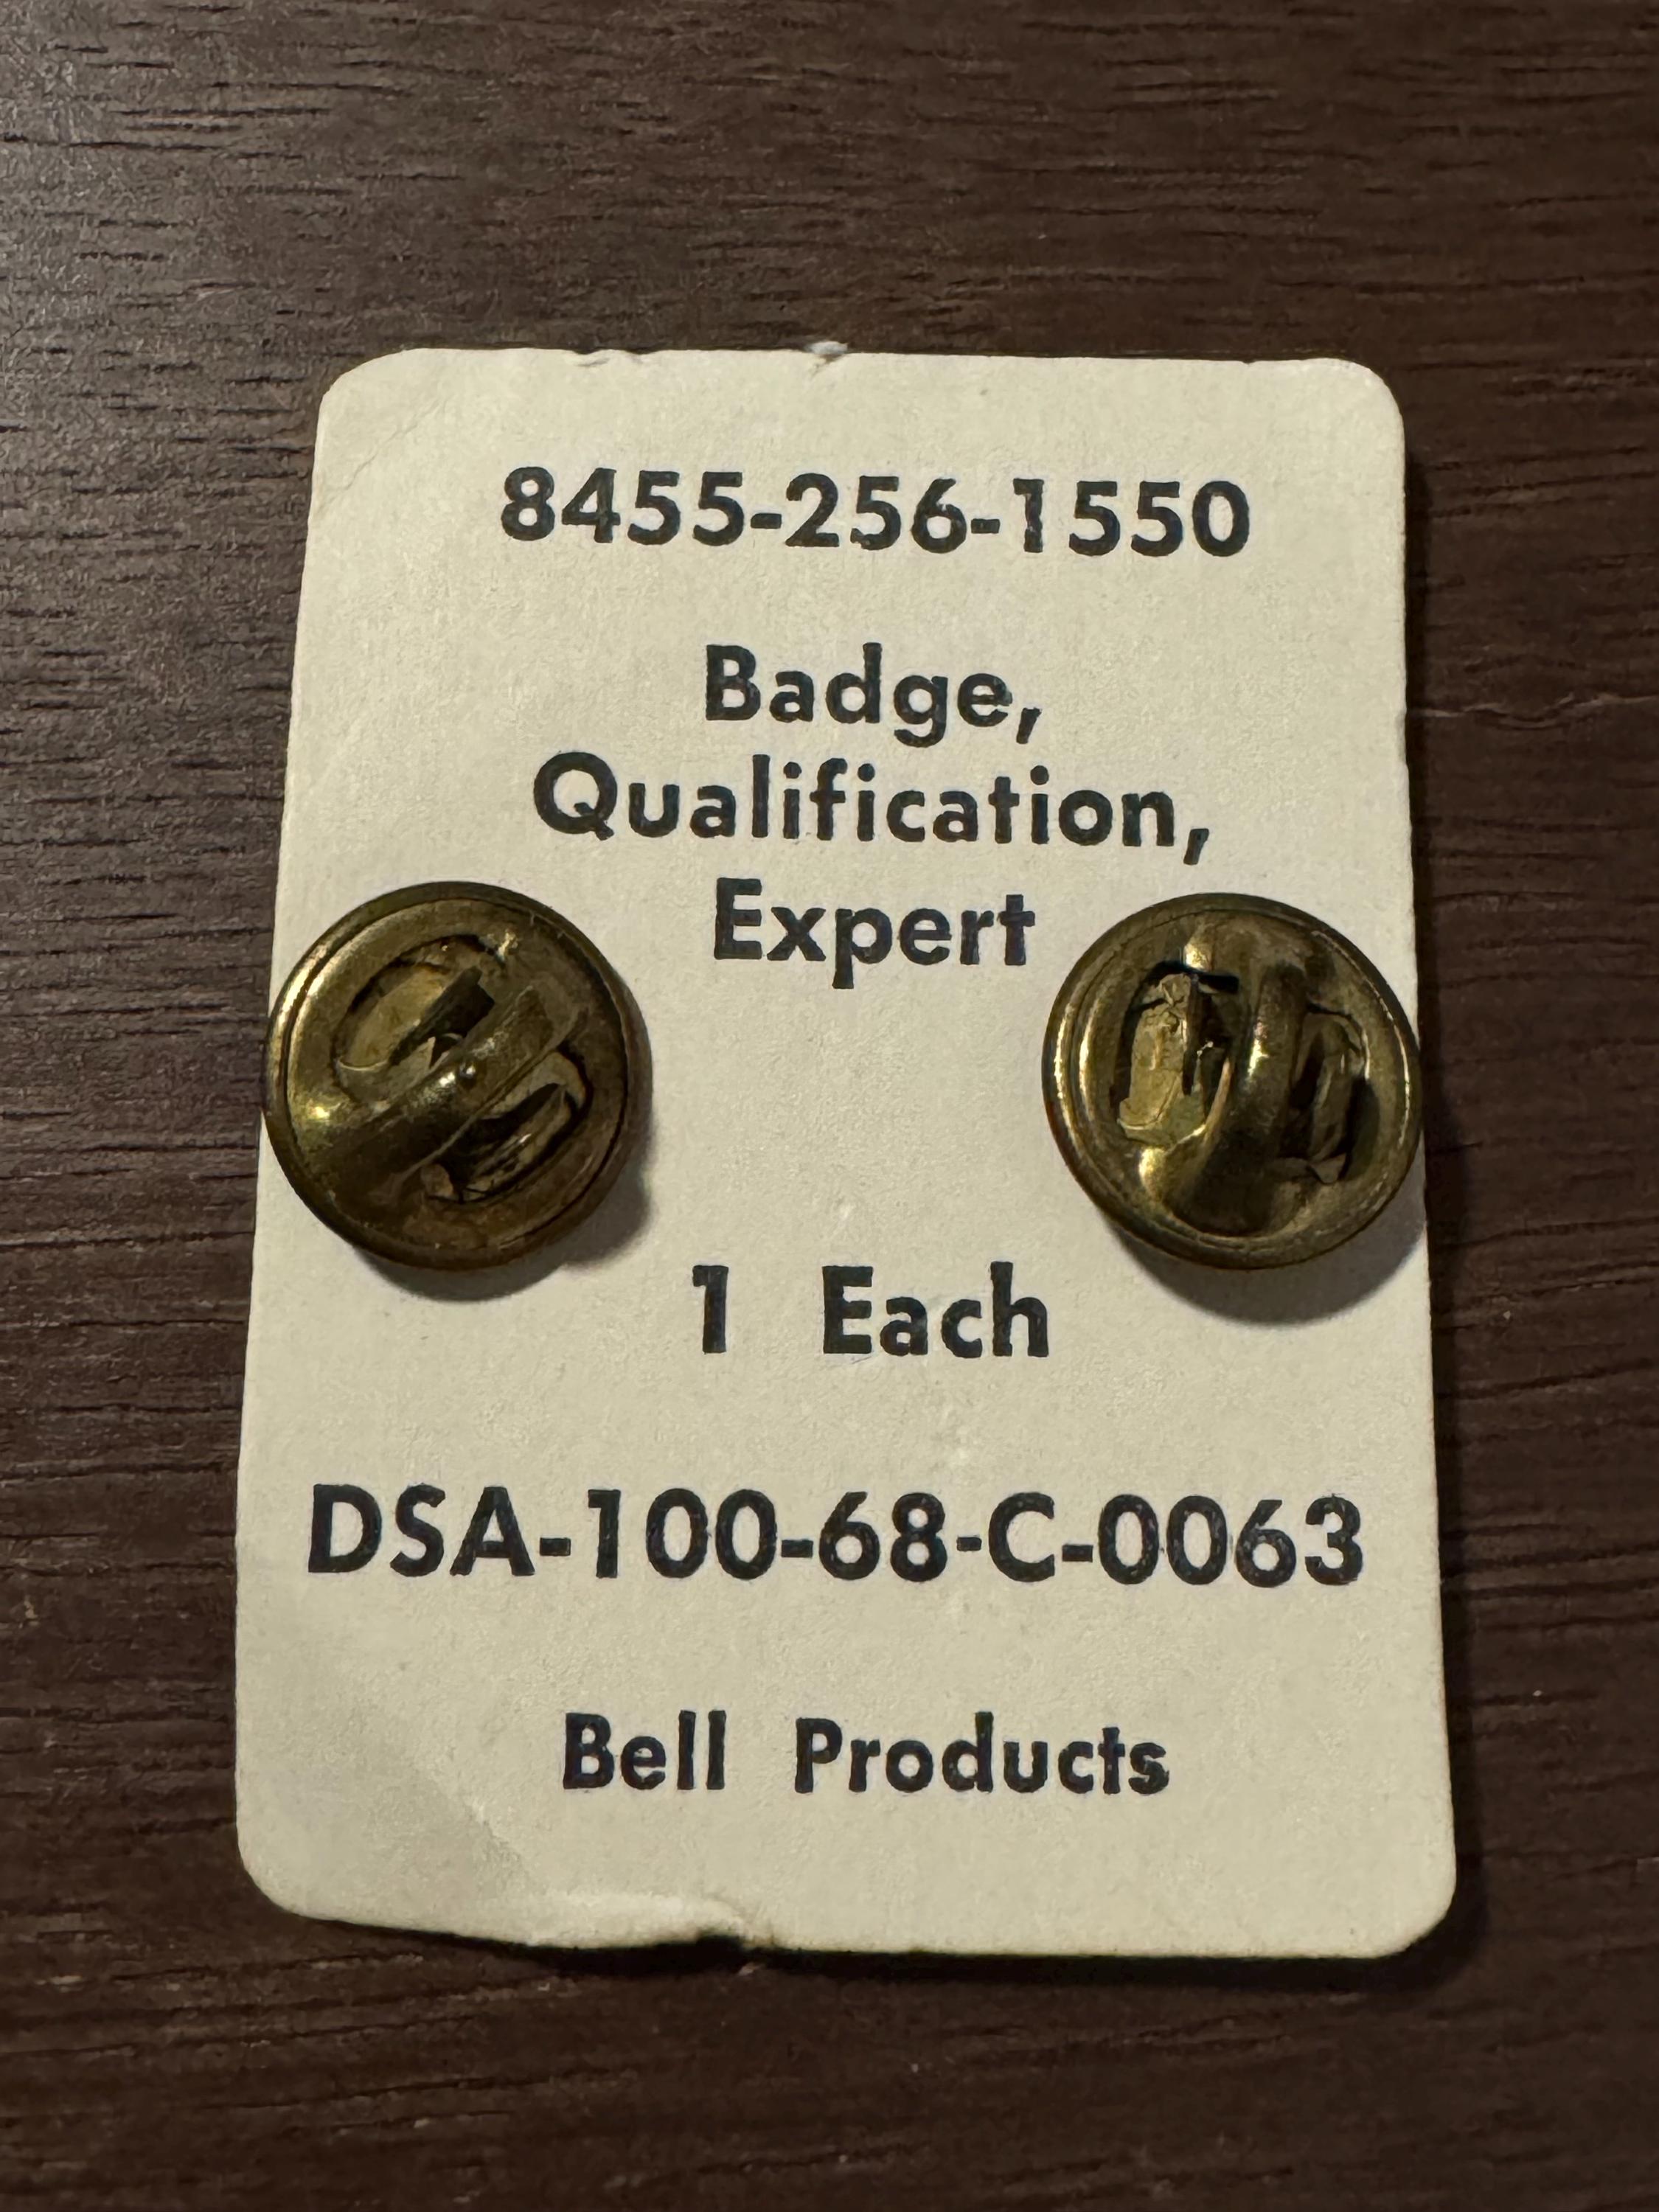 8455-256-1550
Badge,
Qualification,
Expert
1 Each
DSA-100-68-C-0063
Bell Products